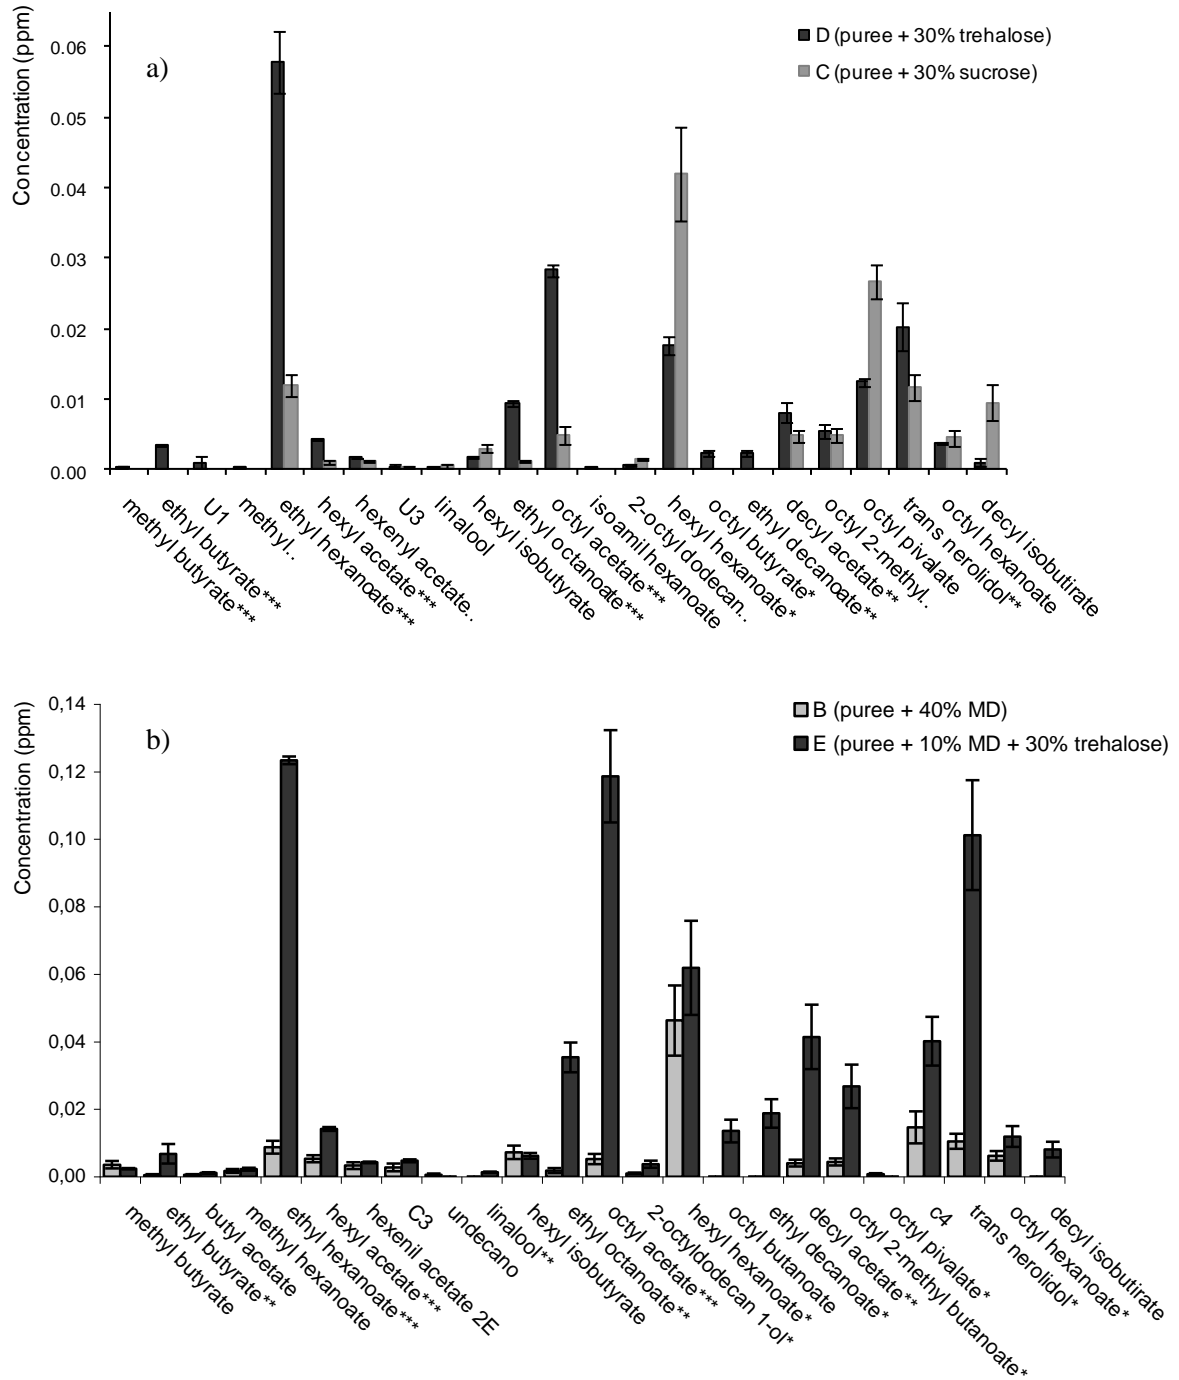 Concentration (ppm)
a)
D (puree + 30% trehalose)
C (puree + 30% sucrose)
0.06
0.05
0.04
0.03
0.02
0.01
0.00
methyl butyrate***
ethyl butyrate***
U1
methyl..
ethyl hexanoate***
hexyl acetate***
hexenyl acetate..
U3
linalool
hexyl isobutyrate
ethyl octanoate***
octyl acetate***
isoamil hexanoate
2-octyl dodecan..
hexyl hexanoate*
octyl butyrate*
ethyl decanoate**
decyl acetate**
octyl 2-methyl..
octyl pivalate
trans nerolidol**
octyl hexanoate
decyl isobutirate
Concentration (ppm)
b)
B (puree + 40% MD)
E (puree + 10% MD + 30% trehalose)
0,14
0,12
0,10
0,08
0,06
0,04
0,02
0,00
methyl butyrate
ethyl butyrate**
butyl acetate
methyl hexanoate
ethyl hexanoate***
hexyl acetate***
hexenil acetate 2E
C3
undecano
linalool**
hexyl isobutyrate
ethyl octanoate**
octyl acetate***
2-octyldodecan 1-ol*
hexyl hexanoate*
octyl butanoate
ethyl decanoate*
decyl acetate**
octyl 2-methyl butanoate*
octyl pivalate*
c4
trans nerolidol*
octyl hexanoate*
decyl isobutirate